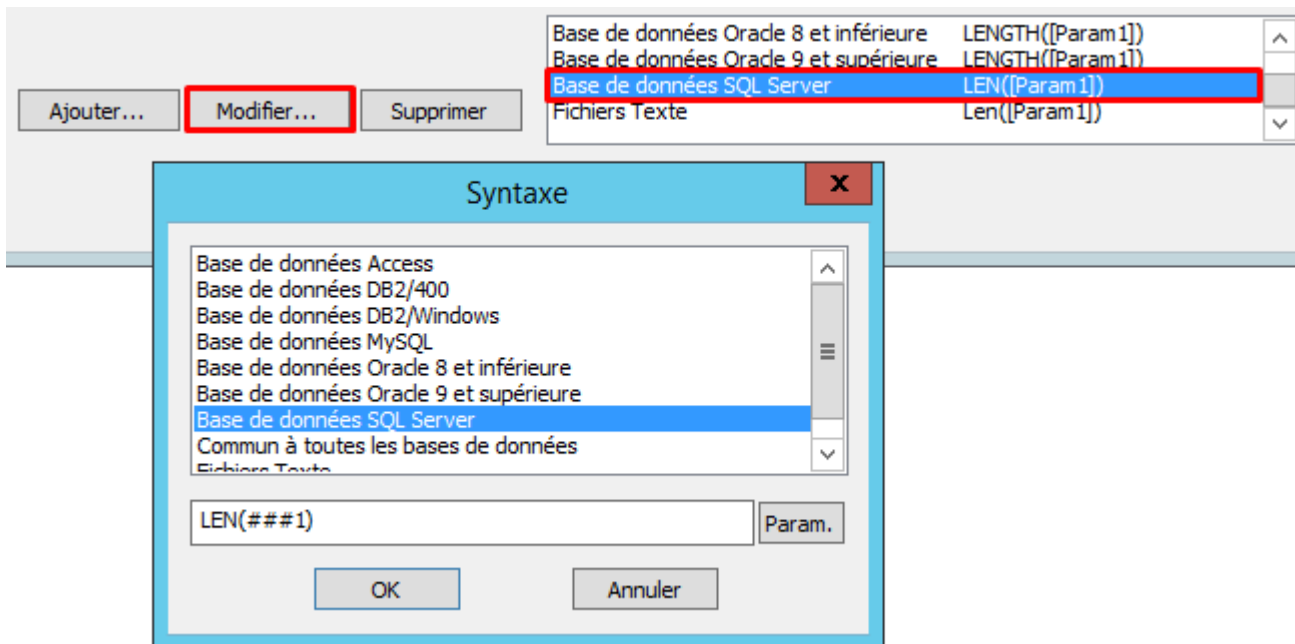 Base de données Oracle 8 et inférieure LENGTH([Param1])
Base de données Oracle 9 et supérieure LENGTH([Param1])
Base de données SQL Server LEN([Param1])
Fichiers Texte Len([Param1])
Ajouter... Modifier... Supprimer
Syntaxe
x
Base de données Access
Base de données DB2/400
Base de données DB2/Windows
Base de données MySQL
Base de données Oracle 8 et inférieure
Base de données Oracle 9 et supérieure
Base de données SQL Server
Commun à toutes les bases de données
Fichiers Texte
LEN(###1) Param.
OK Annuler